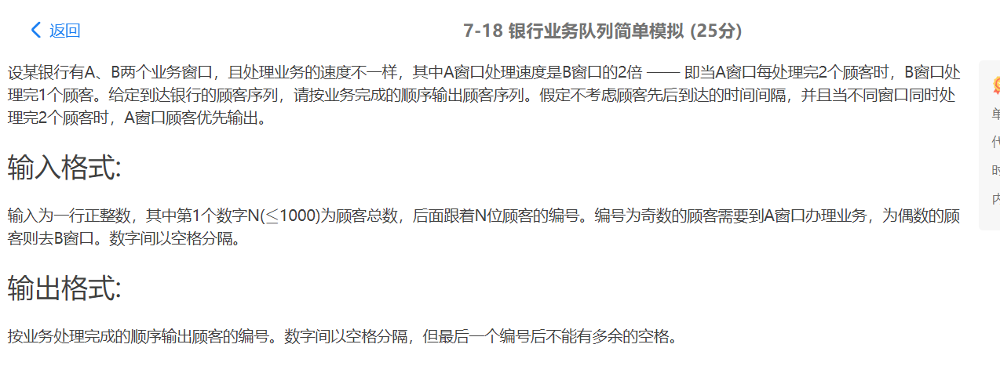 返回
7-18 银行业务队列简单模拟 (25分)
设某银行有A、B两个业务窗口，且处理业务的速度不一样，其中A窗口处理速度是B窗口的2倍 —— 即当A窗口每处理完2个顾客时，B窗口处
理完1个顾客。给定到达银行的顾客序列，请按业务完成的顺序输出顾客序列。假定不考虑顾客先后到达的时间间隔，并且当不同窗口同时处
理完2个顾客时，A窗口顾客优先输出。
单
代
时
内
输入格式:
输入为一行正整数，其中第1个数字N(≤1000)为顾客总数，后面跟着N位顾客的编号。编号为奇数的顾客需要到A窗口办理业务，为偶数的顾
客则去B窗口。数字间以空格分隔。
输出格式:
按业务处理完成的顺序输出顾客的编号。数字间以空格分隔，但最后一个编号后不能有多余的空格。